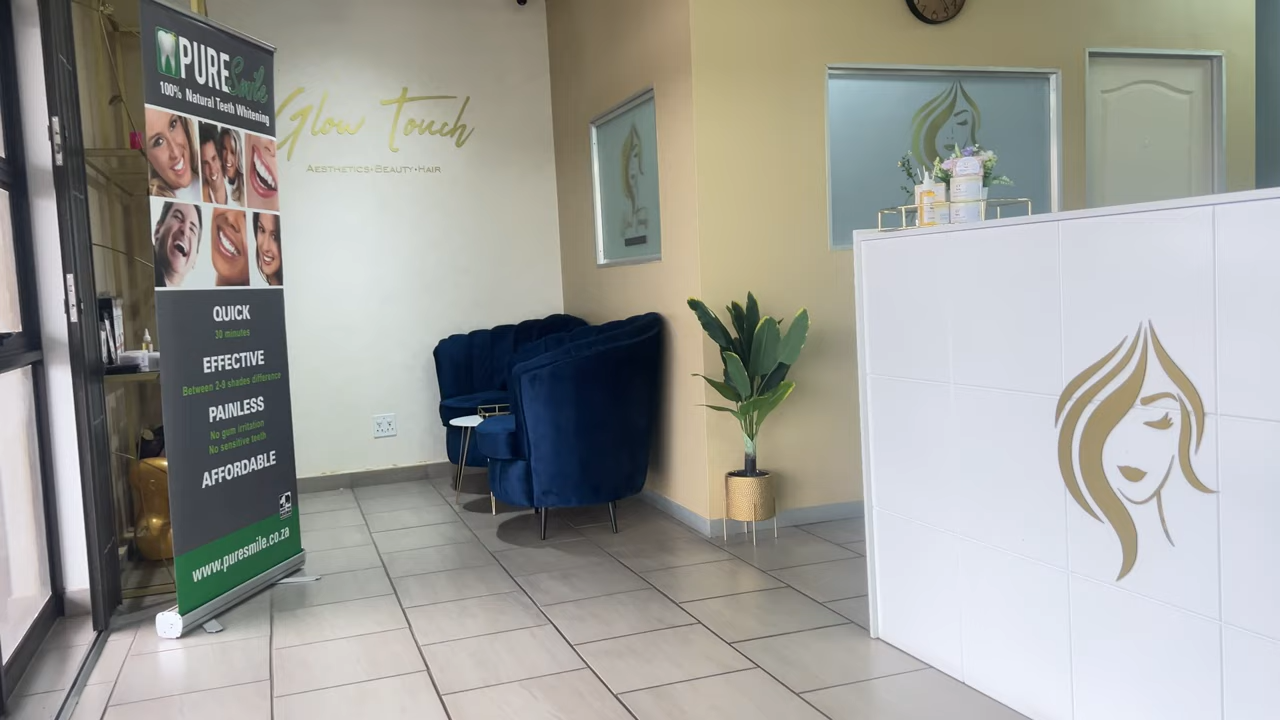 PURE Smile
100% Natural Teeth Whitening
QUICK
30 minutes
EFFECTIVE
Between 2-9 shades difference
PAINLESS
No gum irritation
No sensitive teeth
AFFORDABLE
www.puresmile.co.za
Glow Touch
AESTHETICS•BEAUTY•HAIR